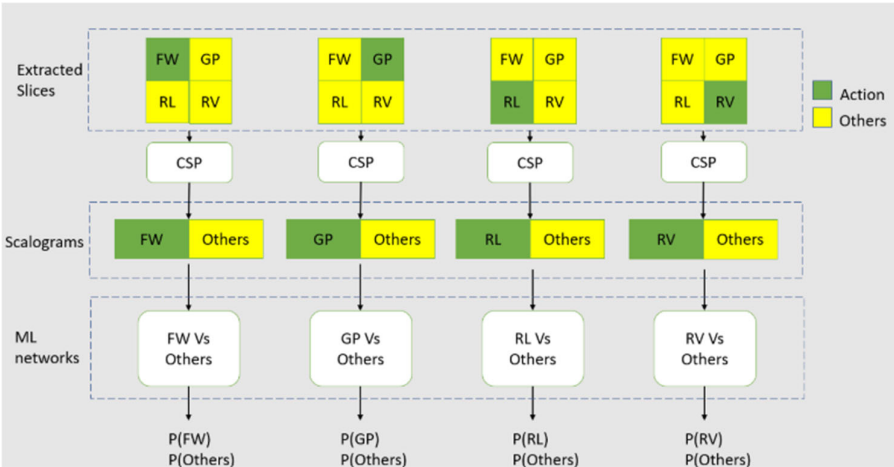 Extracted
Slices
FW GP FW GP FW GP FW GP
RL RV RL RV RL RV RL RV
Action
Others
CSP CSP CSP CSP
Scalograms
FW Others GP Others RL Others RV Others
ML
networks
FW Vs
Others
GP Vs
Others
RL Vs
Others
RV Vs
Others
P(FW)
P(Others)
P(GP)
P(Others)
P(RL)
P(Others)
P(RV)
P(Others)